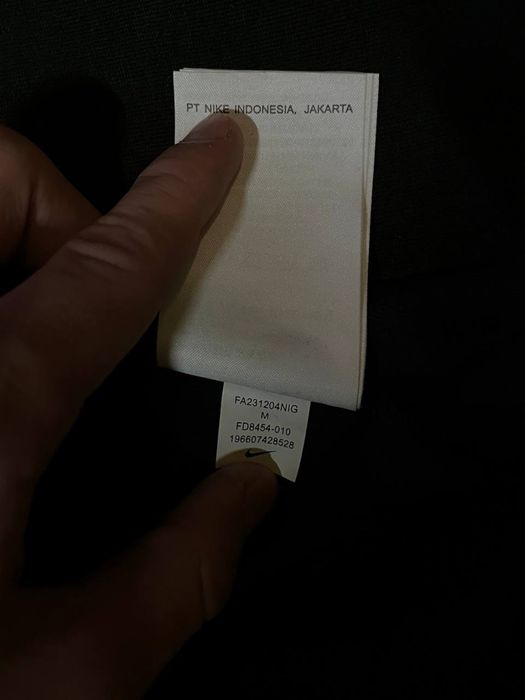 PT NIKE INDONESIA, JAKARTA
FA231204NIG
M
FD8454-010
196607428528